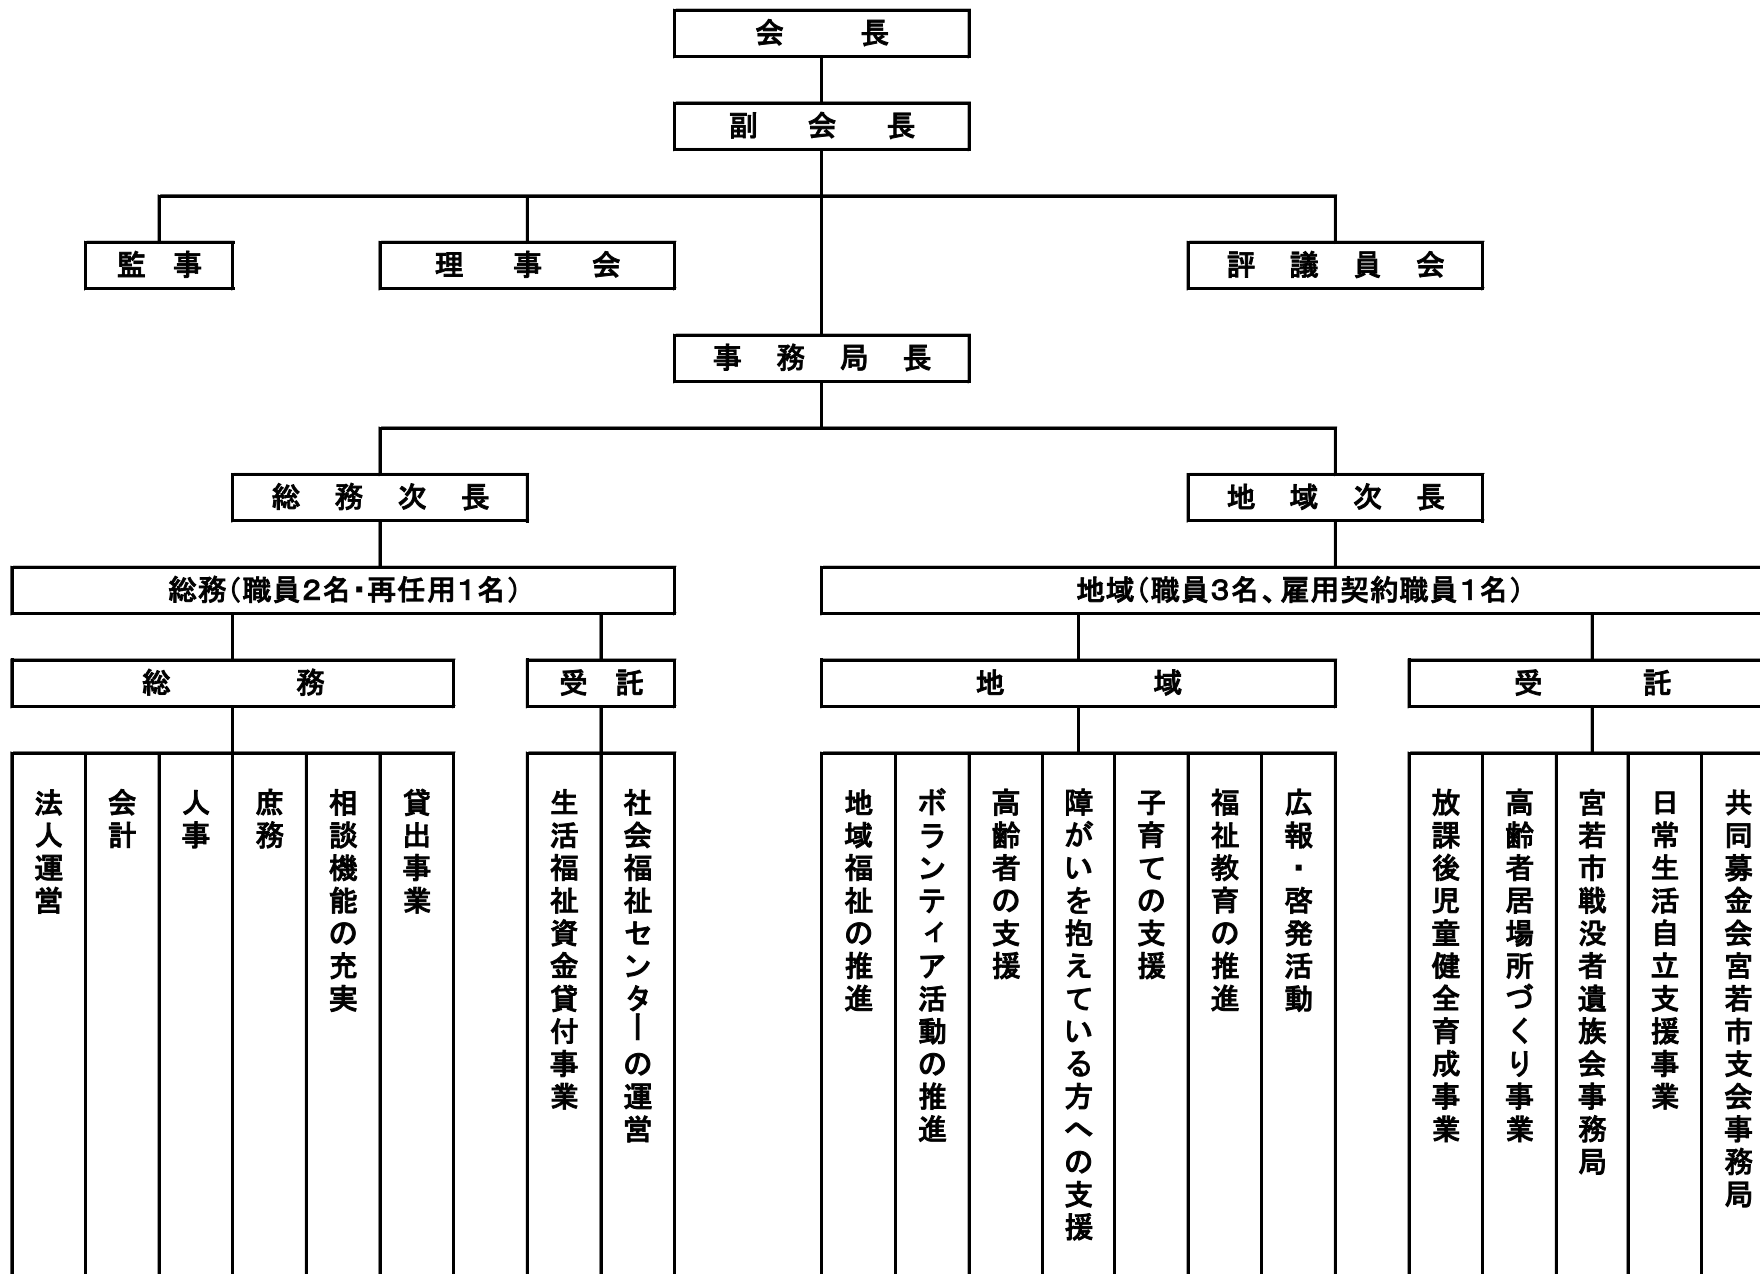 会長
副会長
監事
理事会
評議員会
事務局長
総務次長
地域次長
総務(職員2名・再任用1名)
地域(職員3名、雇用契約職員1名)
総務
受託
地域
受託
法人運営
会計
人事
庶務
相談機能の充実
貸出事業
生活福祉資金貸付事業
社会福祉センターの運営
地域福祉の推進
ボランティア活動の推進
高齢者の支援
障がいを抱えている方への支援
子育ての支援
福祉教育の推進
広報・啓発活動
放課後児童健全育成事業
高齢者居場所づくり事業
宮若市戦没者遺族会事務局
日常生活自立支援事業
共同募金会宮若市支会事務局